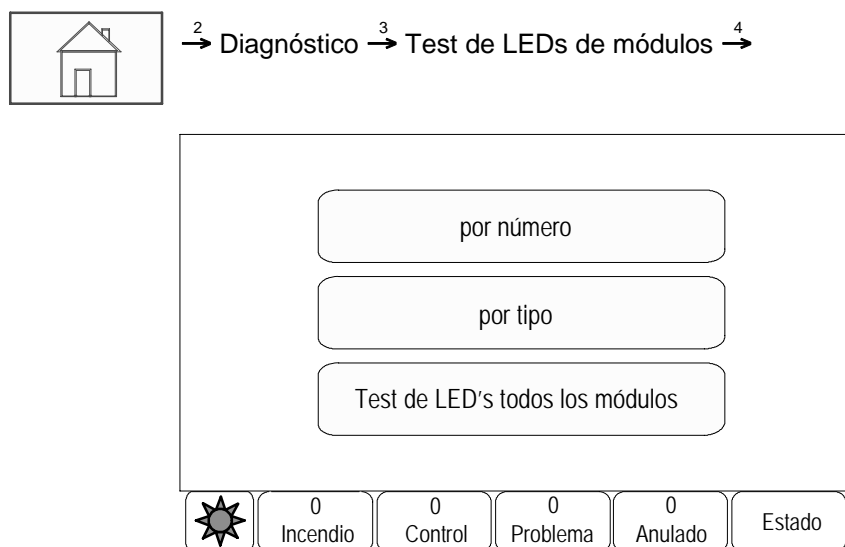 2 → Diagnóstico 3 → Test de LEDs de módulos 4 →
por número
por tipo
Test de LED's todos los módulos
0 Incendio
0 Control
0 Problema
0 Anulado
Estado